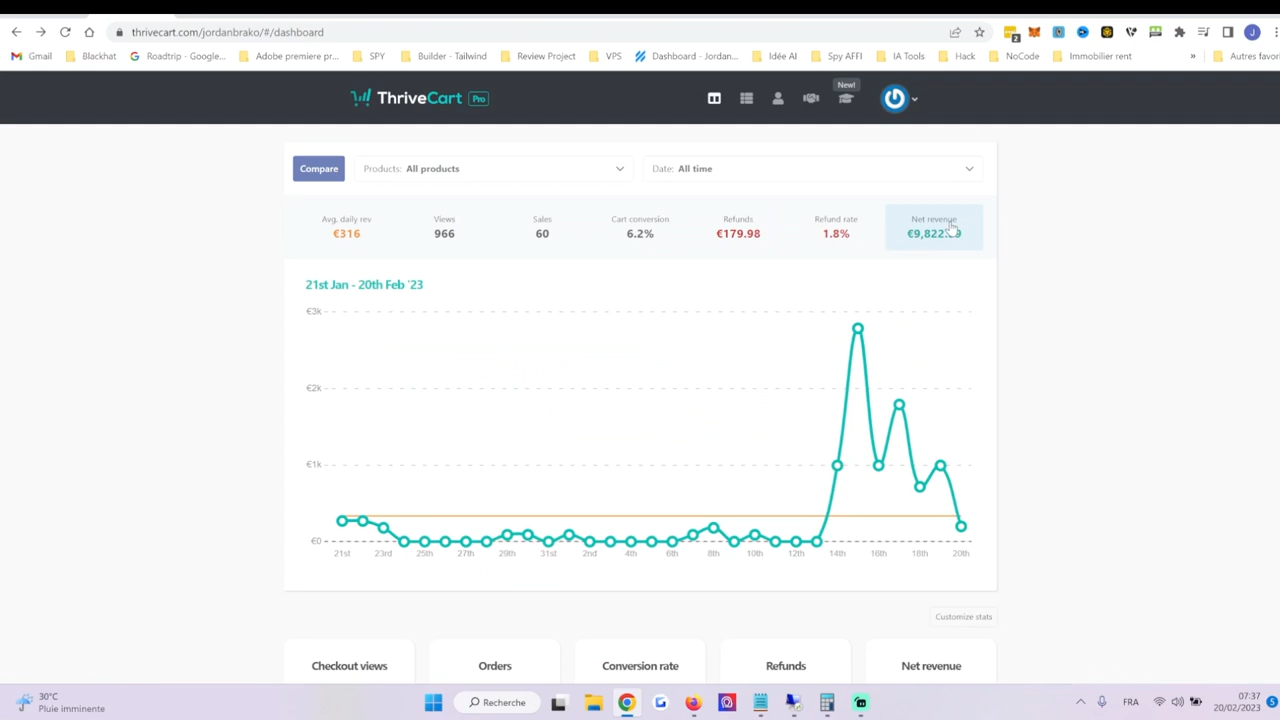 thrivecart.com/jordanbrako/#/dashboard
2
J
Gmail Blackhat Roadtrip - Google... Adobe premiere pr... SPY Builder - Tailwind Review Project VPS Dashboard - Jordan... Idée AI Spy AFFI IA Tools Hack NoCode Immobilier rent » Autres favor
New!
ThriveCart Pro
Compare Products: All products Date: All time
Avg. daily rev Views Sales Cart conversion Refunds Refund rate Net revenue
€316 966 60 6.2% €179.98 1.8% €9,822
21st Jan - 20th Feb '23
€3k
€2k
€1k
€0
21st 23rd 25th 27th 29th 31st 2nd 4th 6th 8th 10th 12th 14th 16th 18th 20th
Customize stats
Checkout views Orders Conversion rate Refunds Net revenue
30°C
Pluie imminente
Recherche
FRA
07:37
20/02/2023
5